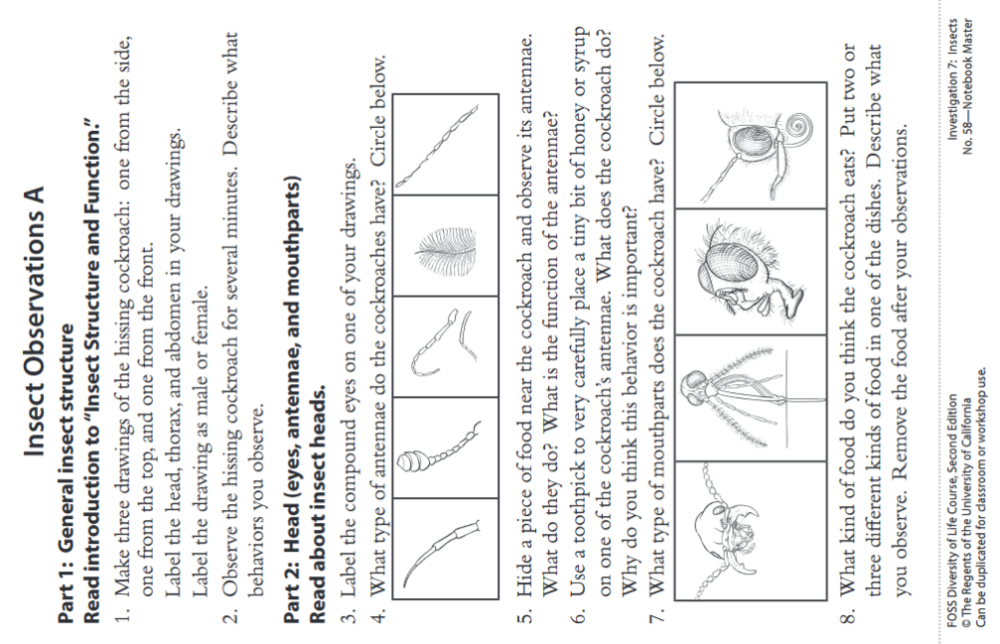 Insect Observations A
Part 1: General insect structure
Read introduction to “Insect Structure and Function.”
1. Make three drawings of the hissing cockroach: one from the side,
one from the top, and one from the front.
Label the head, thorax, and abdomen in your drawings.
Label the drawing as male or female.
2. Observe the hissing cockroach for several minutes. Describe what
behaviors you observe.
Part 2: Head (eyes, antennae, and mouthparts)
Read about insect heads.
3. Label the compound eyes on one of your drawings.
4. What type of antennae do the cockroaches have? Circle below.
5. Hide a piece of food near the cockroach and observe its antennae.
What do they do? What is the function of the antennae?
6. Use a toothpick to very carefully place a tiny bit of honey or syrup
on one of the cockroach’s antennae. What does the cockroach do?
Why do you think this behavior is important?
7. What type of mouthparts does the cockroach have? Circle below.
8. What kind of food do you think the cockroach eats? Put two or
three different kinds of food in one of the dishes. Describe what
you observe. Remove the food after your observations.
FOSS Diversity of Life Course, Second Edition
© The Regents of the University of California
Can be duplicated for classroom or workshop use.
Investigation 7: Insects
No. 58—Notebook Master